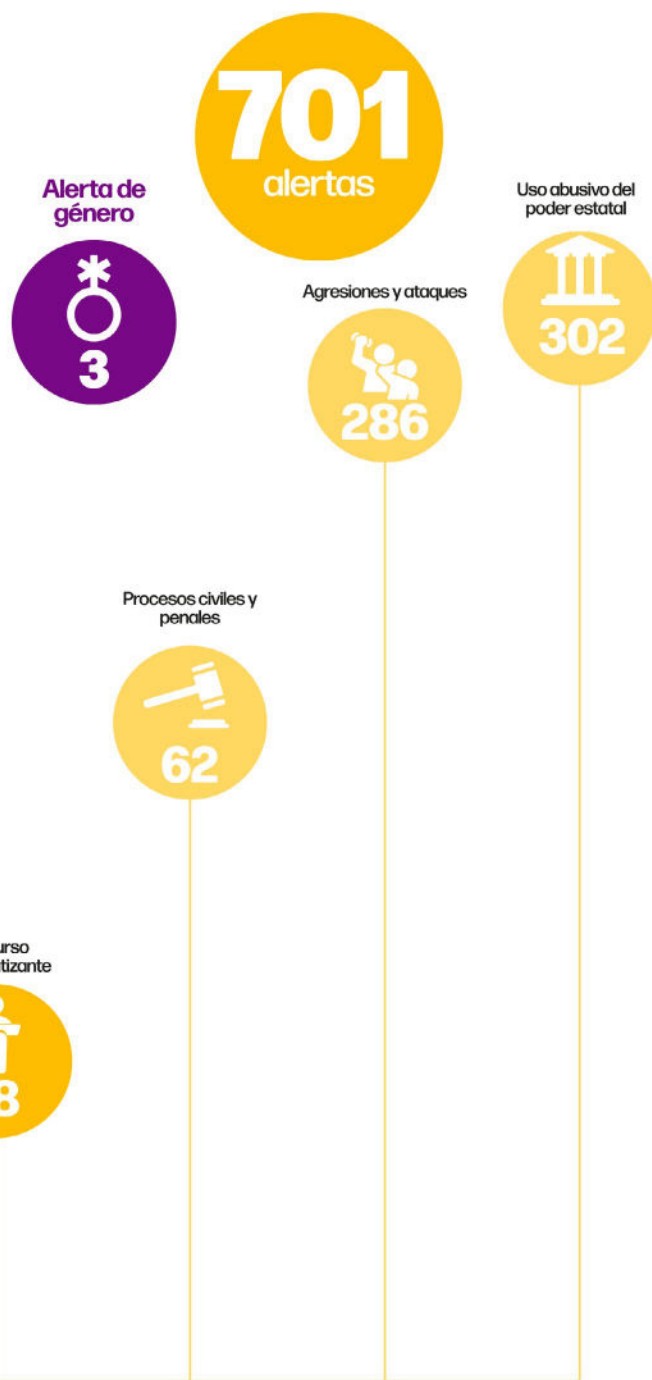 701
alertas
Alerta de
género
3
Uso abusivo del
poder estatal
302
Agresiones y ataques
286
Procesos civiles y
penales
62